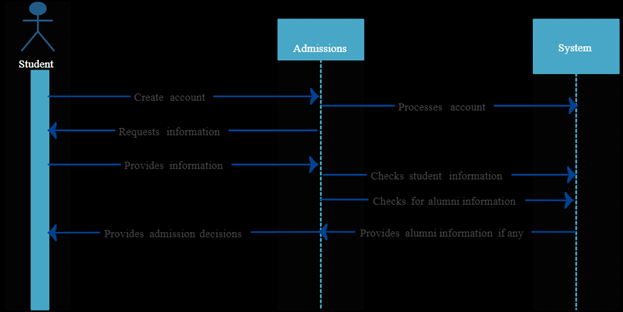 Student
Admissions
System
Create account
Processes account
Requests information
Provides information
Checks student information
Checks for alumni information
Provides admission decisions
Provides alumni information if any